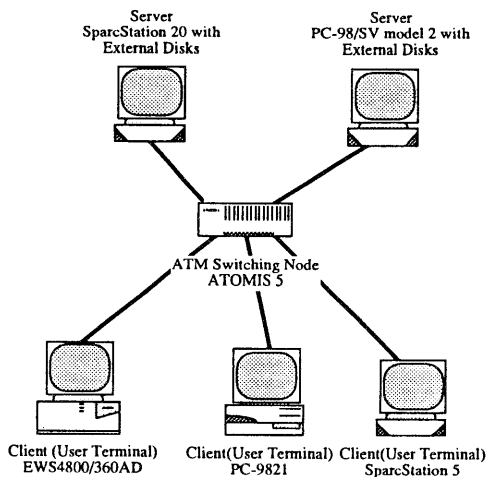 Server
SparcStation 20 with
External Disks
Server
PC-98/SV model 2 with
External Disks
ATM Switching Node
ATOMIS 5
Client (User Terminal)
EWS4800/360AD
Client(User Terminal)
PC-9821
Client(User Terminal)
SparcStation 5